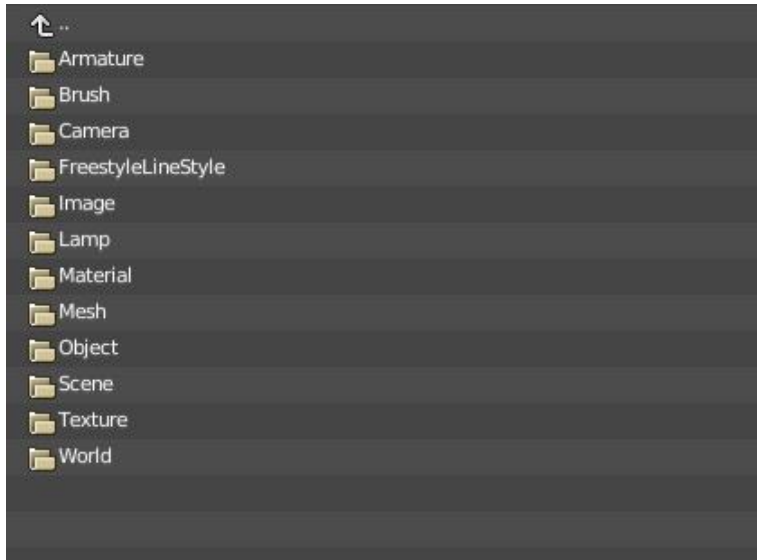 ..
Armature
Brush
Camera
FreestyleLineStyle
Image
Lamp
Material
Mesh
Object
Scene
Texture
World